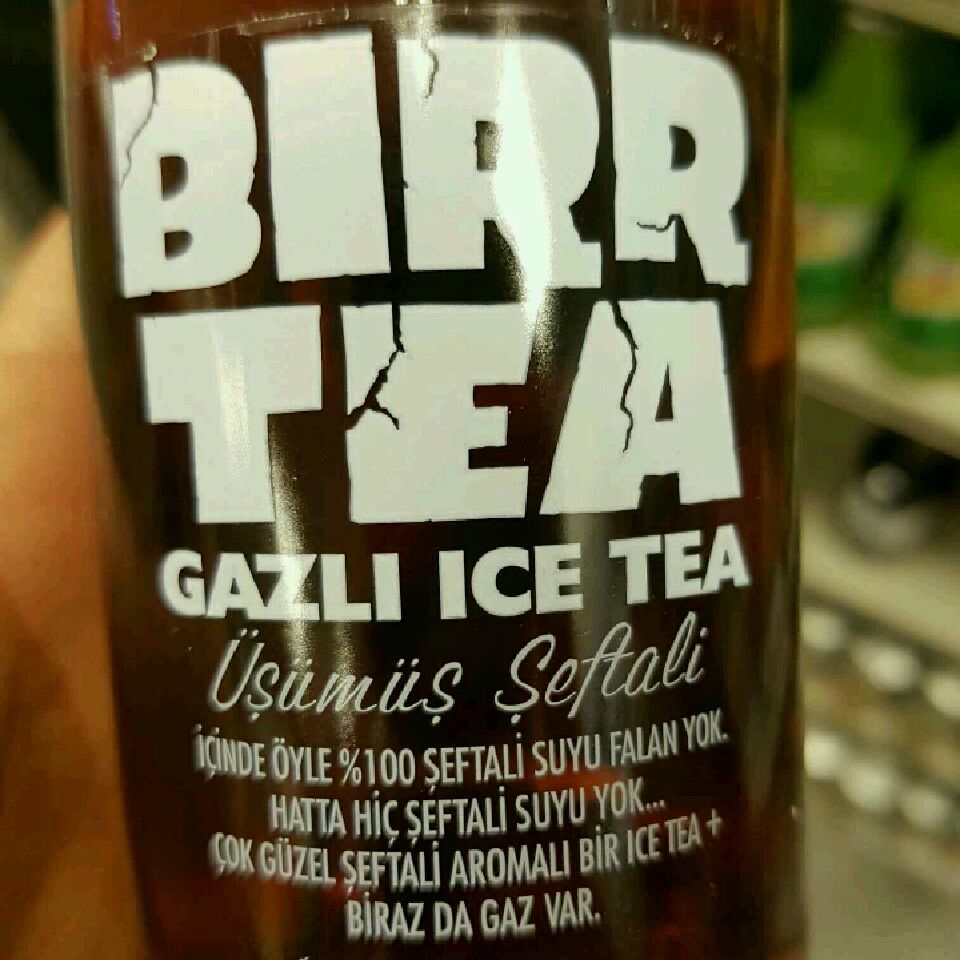 BIRR
TEA
GAZLI ICE TEA
Üşümüş Şeftali
İÇİNDE ÖYLE %100 ŞEFTALİ SUYU FALAN YOK.
HATTA HİÇ ŞEFTALİ SUYU YOK...
ÇOK GÜZEL ŞEFTALİ AROMALI BİR ICE TEA +
BİRAZ DA GAZ VAR.